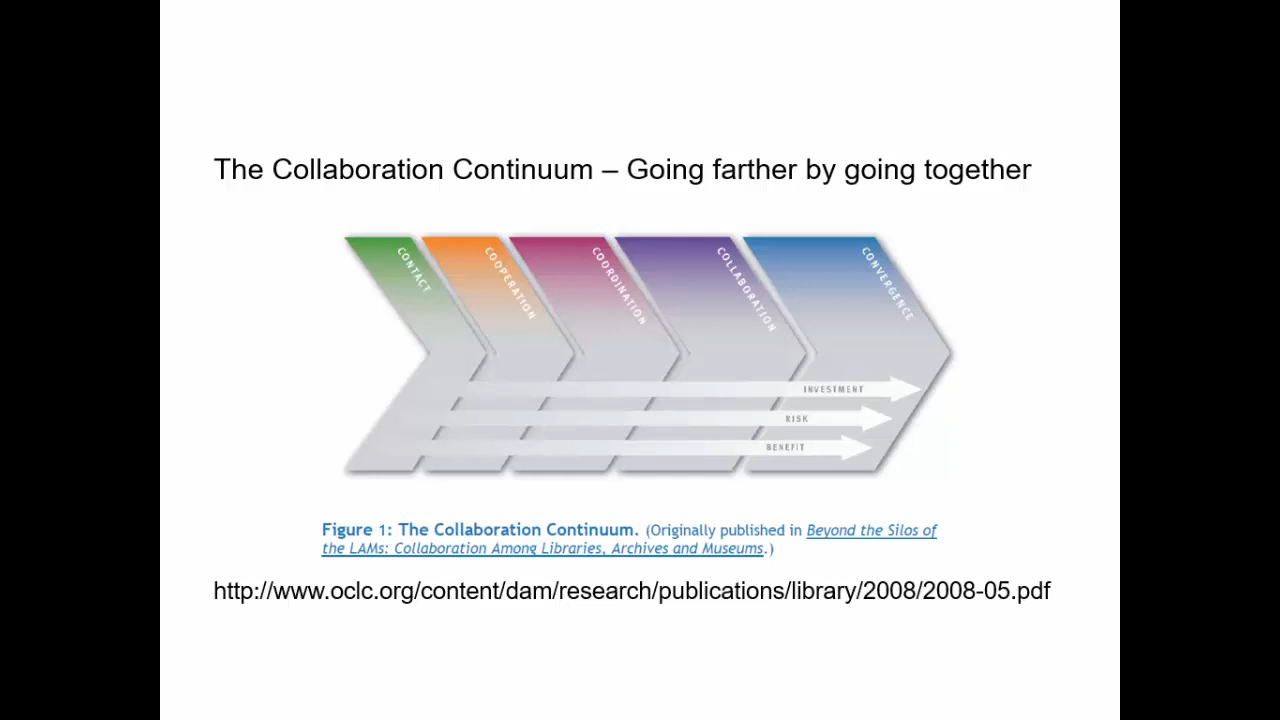 The Collaboration Continuum – Going farther by going together
CONTACT
COOPERATION
COORDINATION
COLLABORATION
CONVERGENCE
INVESTMENT
RISK
BENEFIT
Figure 1: The Collaboration Continuum. (Originally published in Beyond the Silos of
the LAMs: Collaboration Among Libraries, Archives and Museums.)
http://www.oclc.org/content/dam/research/publications/library/2008/2008-05.pdf